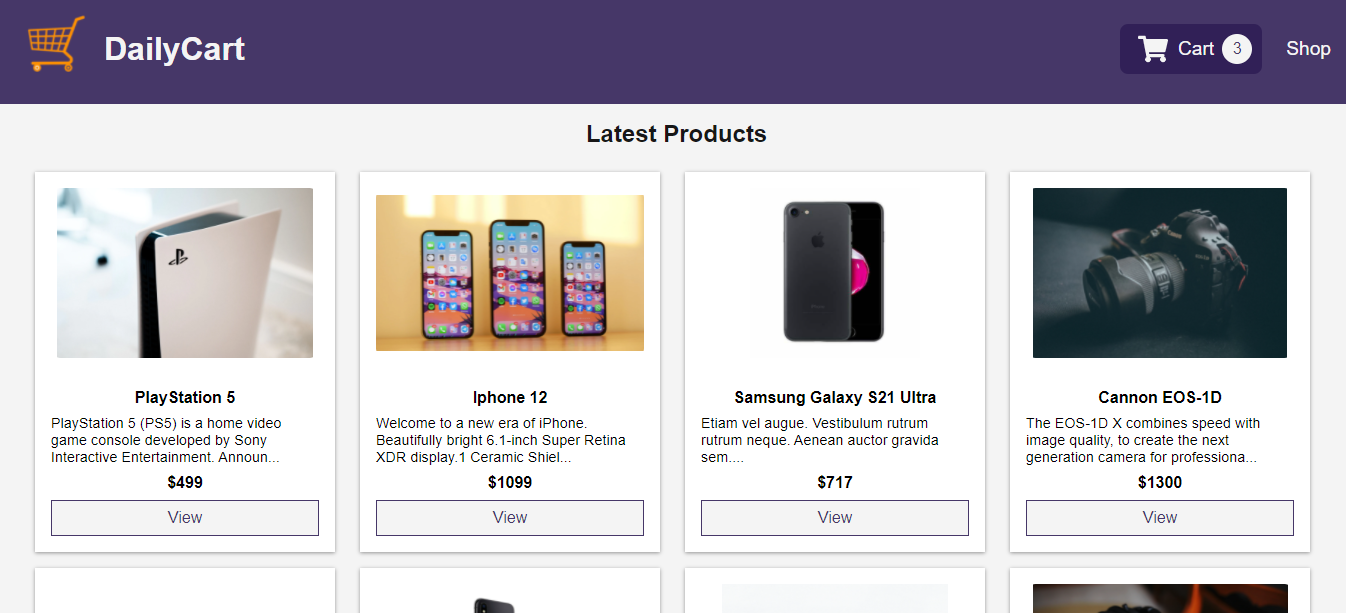 DailyCart
Cart 3
Shop
Latest Products
PlayStation 5
PlayStation 5 (PS5) is a home video
game console developed by Sony
Interactive Entertainment. Announ...
$499
View
Iphone 12
Welcome to a new era of iPhone.
Beautifully bright 6.1-inch Super Retina
XDR display.1 Ceramic Shiel...
$1099
View
Samsung Galaxy S21 Ultra
Etiam vel augue. Vestibulum rutrum
rutrum neque. Aenean auctor gravida
sem....
$717
View
Cannon EOS-1D
The EOS-1D X combines speed with
image quality, to create the next
generation camera for professiona...
$1300
View